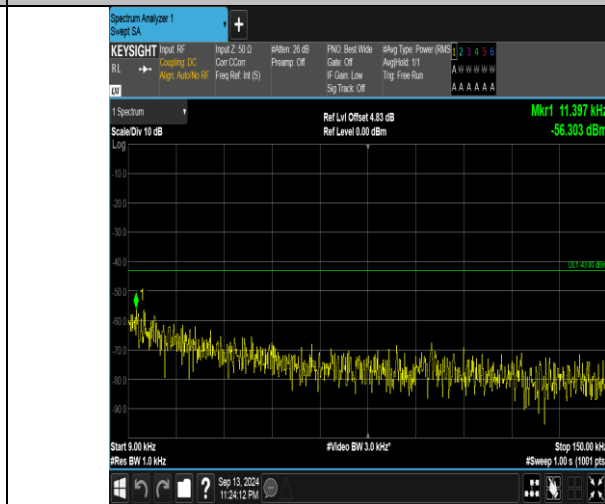 Spectrum Analyzer 1
Swept SA
+
KEYSIGHT Input: RF Input Z: 50 Ω #Atten: 26 dB PNO: Best Wide #Avg Type: Power (RMS 1 2 3 4 5 6
RL Coupling: DC Corr CCorr Preamp: Off Gate: Off Avg|Hold: 1/1 A W W W W W
Align: Auto/No RF Freq Ref: Int (S) IF Gain: Low Trig: Free Run
Sig Track: Off A A A A A A
1 Spectrum Ref Lvl Offset 4.83 dB Mkr1 11.397 kHz
Scale/Div 10 dB Ref Level 0.00 dBm -56.303 dBm
Log
-10.0
-20.0
-30.0
-40.0
DL1 -43.00 dBm
-50.0
1
-60.0
-70.0
-80.0
-90.0
Start 9.00 kHz #Video BW 3.0 kHz* Stop 150.00 kHz
#Res BW 1.0 kHz #Sweep 1.00 s (1001 pts
? Sep 13, 2024
11:24:12 PM